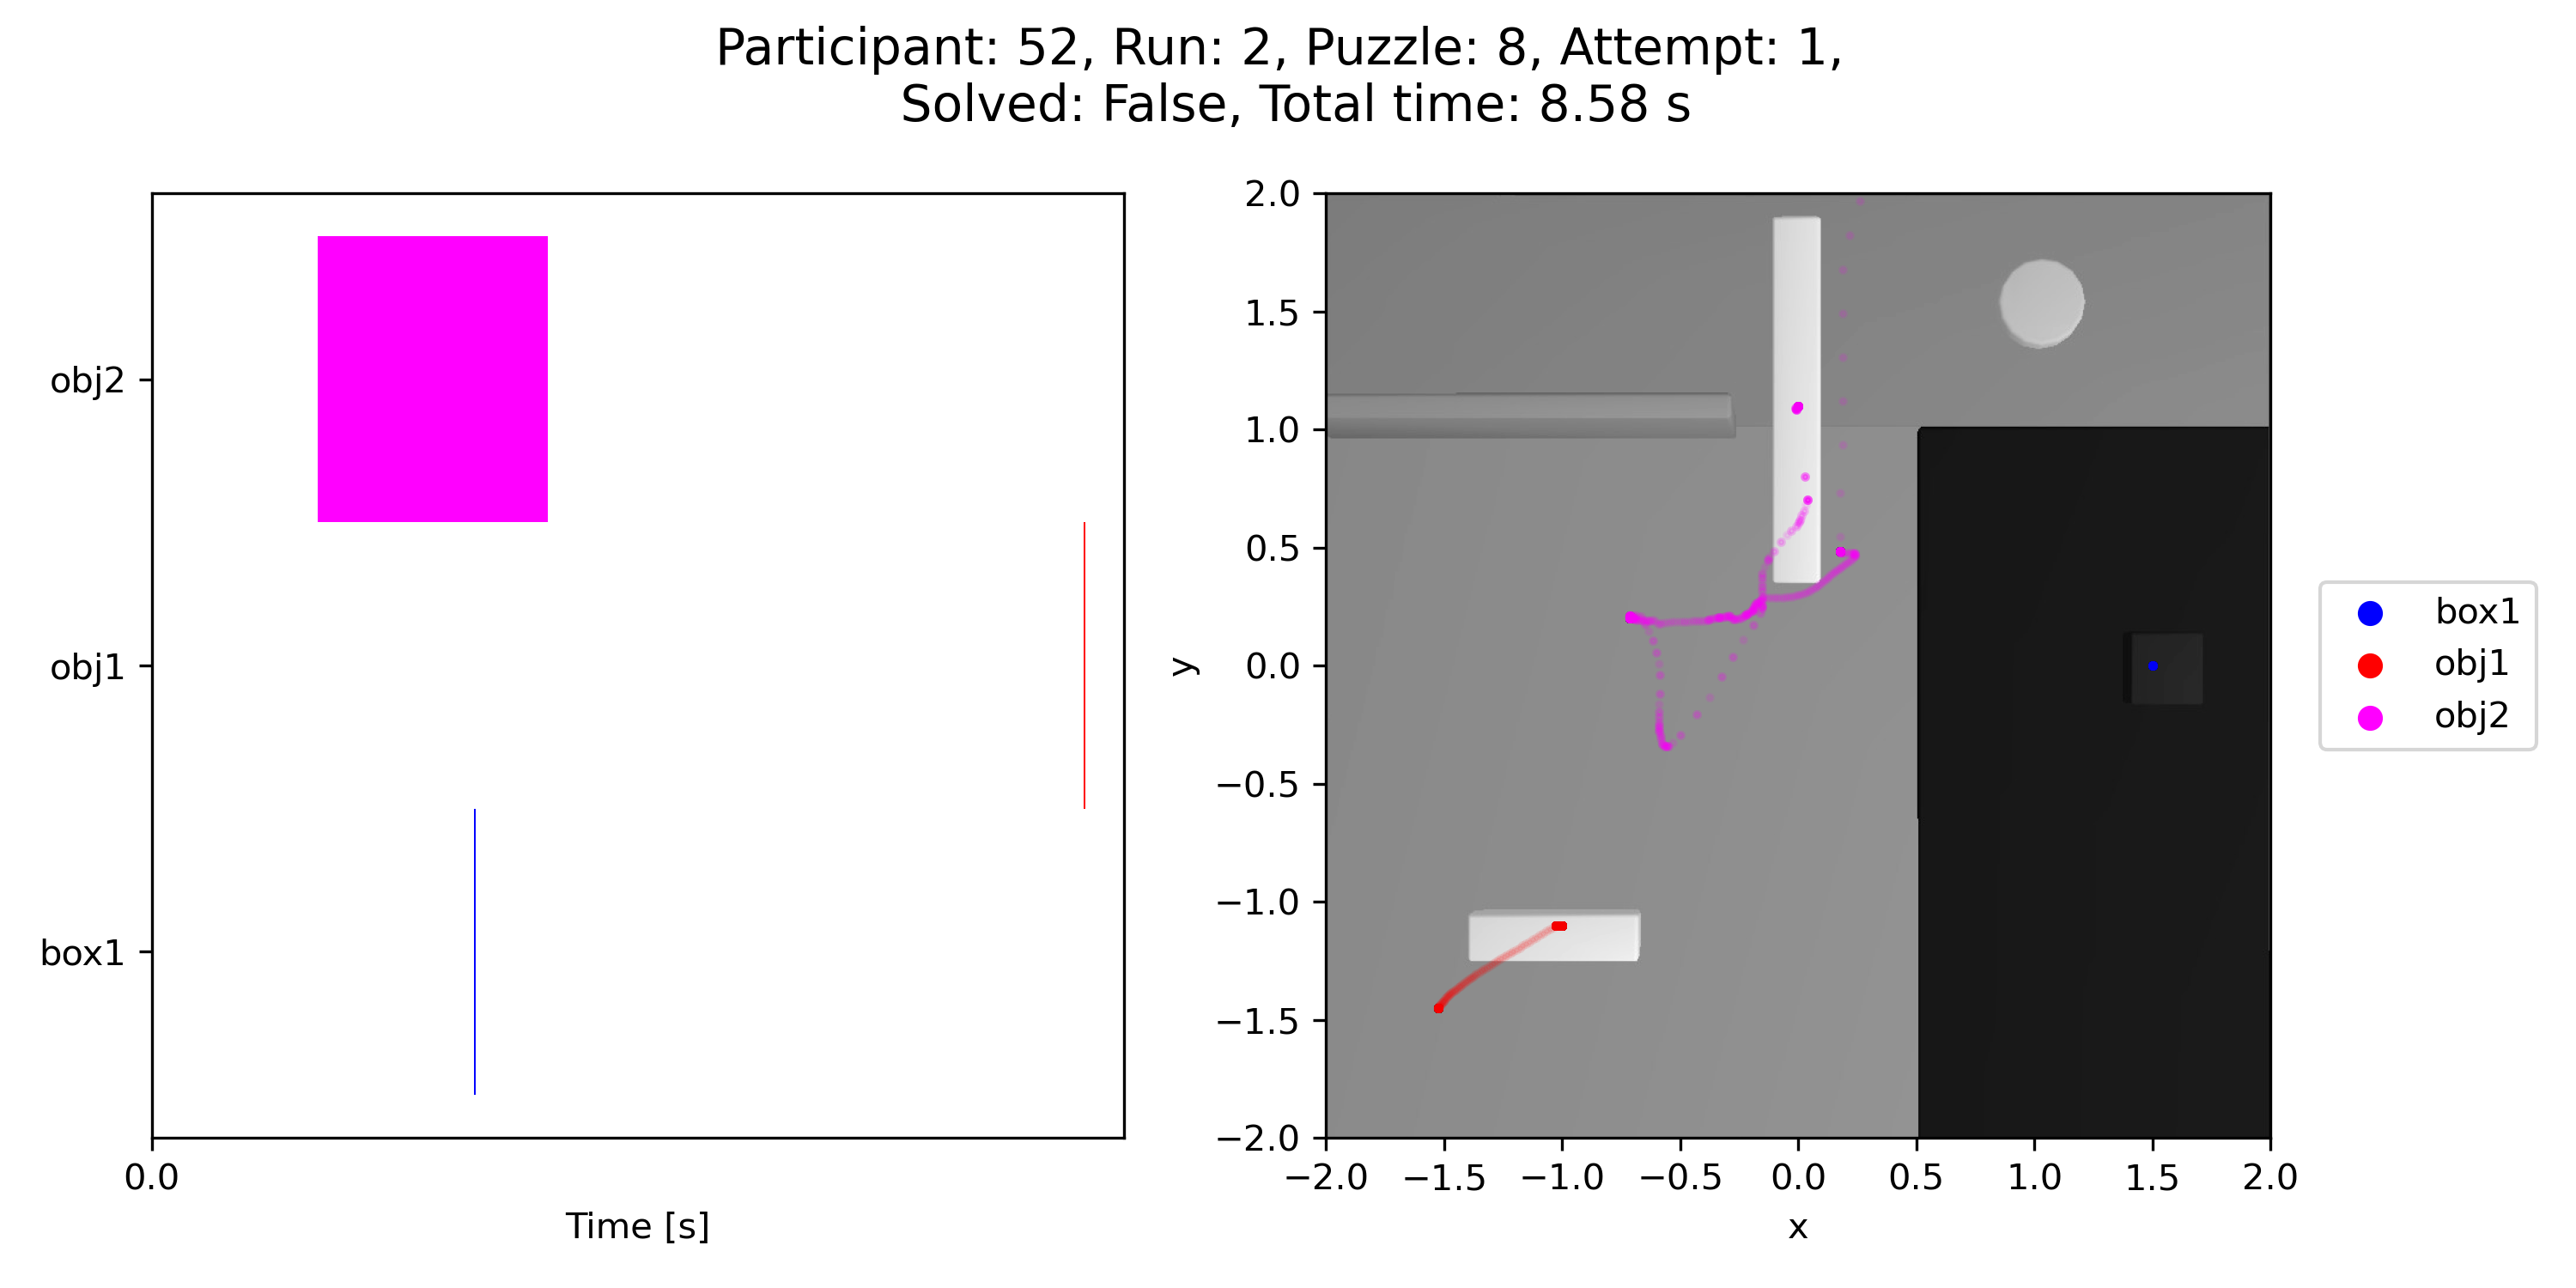 Participant: 52, Run: 2, Puzzle: 8, Attempt: 1,
Solved: False, Total time: 8.58 s
obj2
obj1
box1
0.0
Time [s]
2.0
1.5
1.0
0.5
0.0
−0.5
−1.0
−1.5
−2.0
y
−2.0 −1.5 −1.0 −0.5 0.0 0.5 1.0 1.5 2.0
x
box1
obj1
obj2